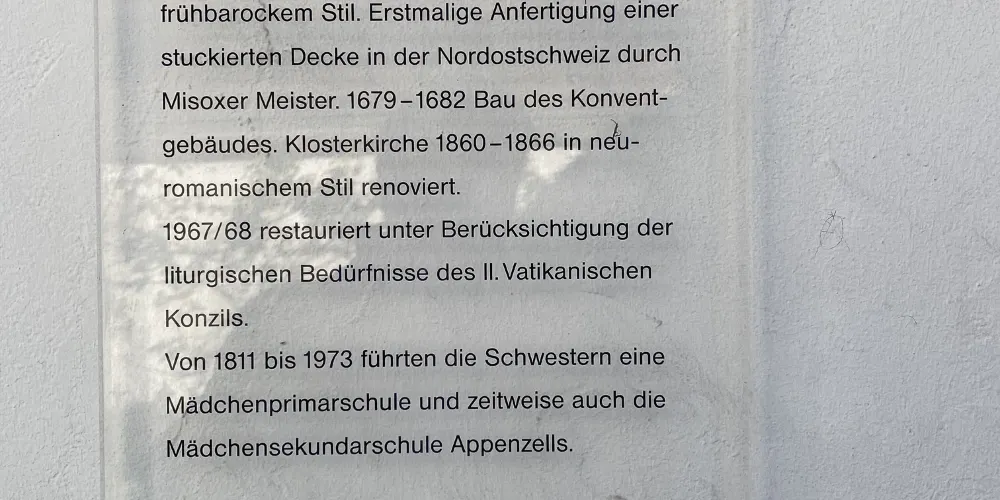 frühbarockem Stil. Erstmalige Anfertigung einer
stuckierten Decke in der Nordostschweiz durch
Misoxer Meister. 1679–1682 Bau des Konvent-
gebäudes. Klosterkirche 1860–1866 in neu-
romanischem Stil renoviert.
1967/68 restauriert unter Berücksichtigung der
liturgischen Bedürfnisse des II. Vatikanischen
Konzils.
Von 1811 bis 1973 führten die Schwestern eine
Mädchenprimarschule und zeitweise auch die
Mädchensekundarschule Appenzells.